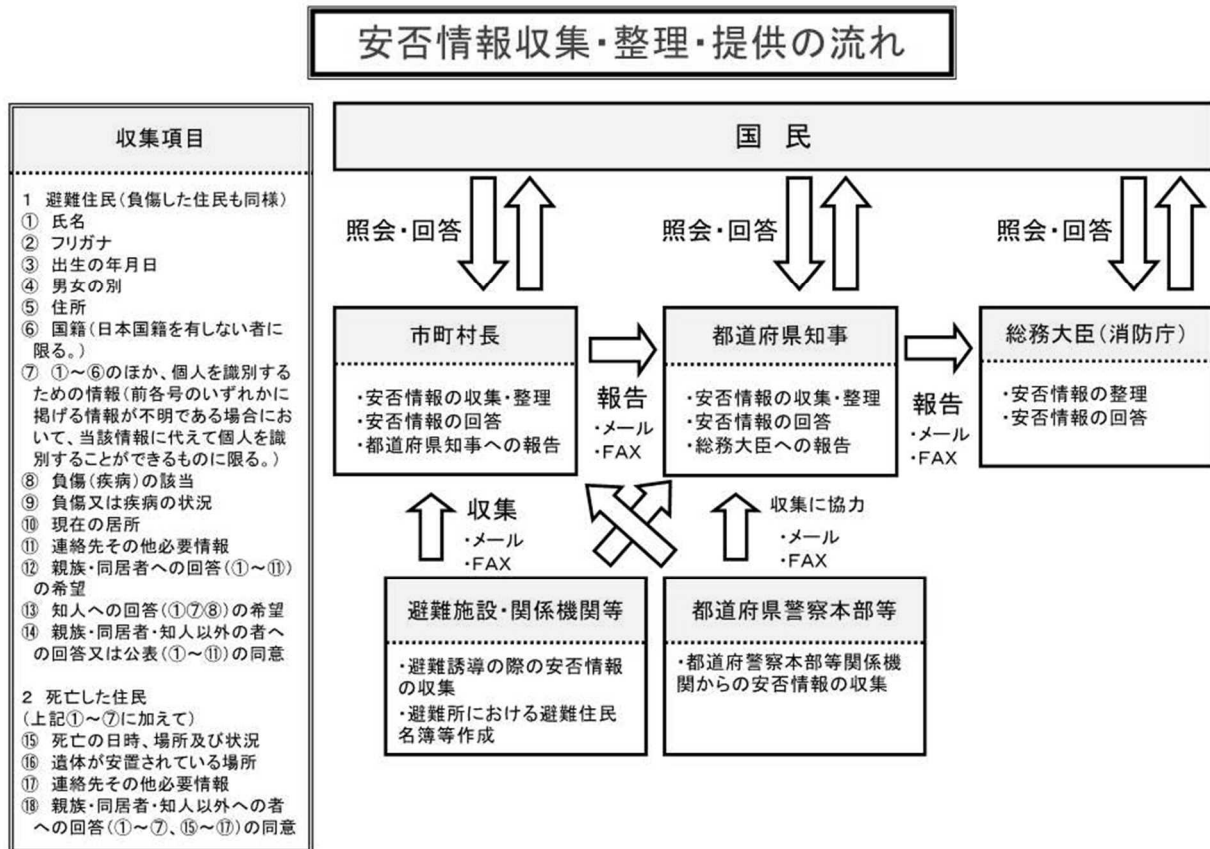 安否情報収集・整理・提供の流れ
収集項目
1 避難住民(負傷した住民も同様)
① 氏名
② フリガナ
③ 出生の年月日
④ 男女の別
⑤ 住所
⑥ 国籍(日本国籍を有しない者に
限る。)
⑦ ①～⑥のほか、個人を識別する
ための情報(前各号のいずれかに
掲げる情報が不明である場合にお
いて、当該情報に代えて個人を識
別することができるものに限る。)
⑧ 負傷(疾病)の該当
⑨ 負傷又は疾病の状況
⑩ 現在の居所
⑪ 連絡先その他必要情報
⑫ 親族・同居者への回答(①～⑪)
の希望
⑬ 知人への回答(①⑦⑧)の希望
⑭ 親族・同居者・知人以外の者へ
の回答又は公表(①～⑪)の同意
2 死亡した住民
(上記①～⑦に加えて)
⑮ 死亡の日時、場所及び状況
⑯ 遺体が安置されている場所
⑰ 連絡先その他必要情報
⑱ 親族・同居者・知人以外への者
への回答(①～⑦、⑮～⑰)の同意
国 民
照会・回答
照会・回答
照会・回答
市町村長
・安否情報の収集・整理
・安否情報の回答
・都道府県知事への報告
報告
・メール
・FAX
都道府県知事
・安否情報の収集・整理
・安否情報の回答
・総務大臣への報告
報告
・メール
・FAX
総務大臣(消防庁)
・安否情報の整理
・安否情報の回答
収集
・メール
・FAX
収集に協力
・メール
・FAX
避難施設・関係機関等
・避難誘導の際の安否情報
の収集
・避難所における避難住民
名簿等作成
都道府県警察本部等
・都道府警察本部等関係機
関からの安否情報の収集